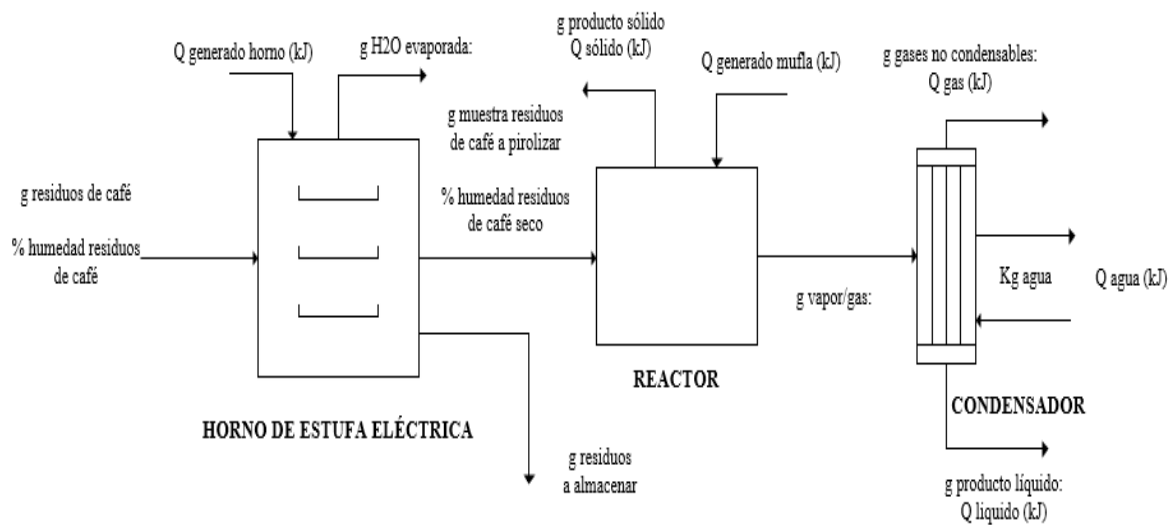 Q generado horno (kJ)
g H2O evaporada:
g residuos de café
% humedad residuos
de café
HORNO DE ESTUFA ELÉCTRICA
g muestra residuos
de café a pirolizar
% humedad residuos
de café seco
g residuos
a almacenar
g producto sólido
Q sólido (kJ)
Q generado mufla (kJ)
REACTOR
g vapor/gas:
g gases no condensables:
Q gas (kJ)
Kg agua
Q agua (kJ)
CONDENSADOR
g producto líquido:
Q liquido (kJ)